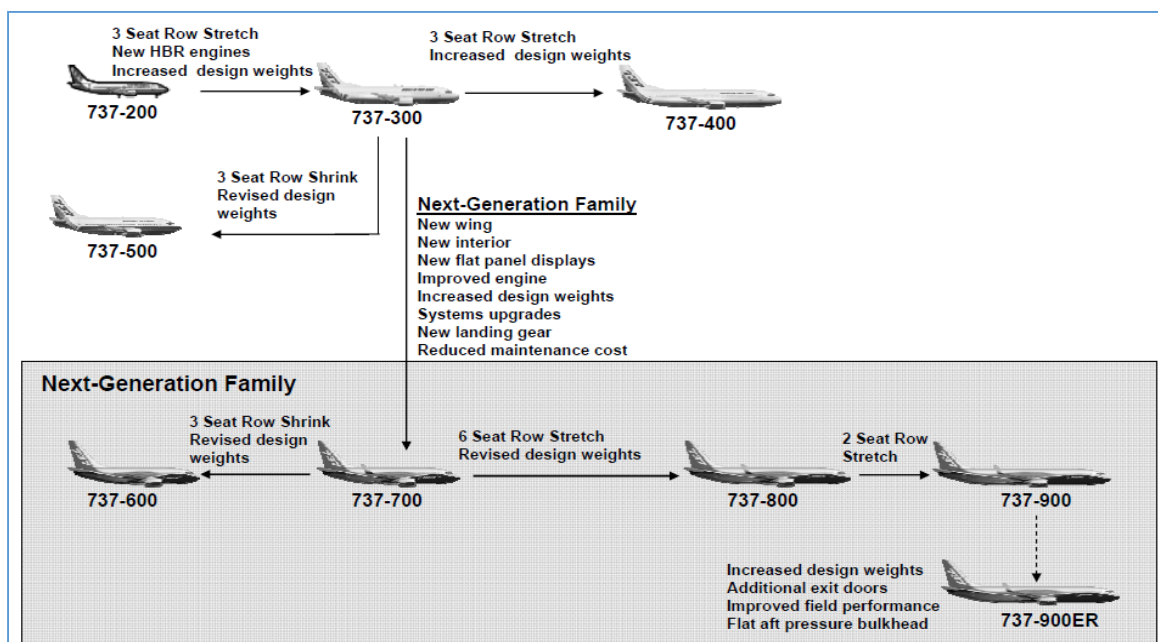 3 Seat Row Stretch
New HBR engines
Increased design weights
3 Seat Row Stretch
Increased design weights
737-200
737-300
737-400
3 Seat Row Shrink
Revised design
weights
737-500
Next-Generation Family
New wing
New interior
New flat panel displays
Improved engine
Increased design weights
Systems upgrades
New landing gear
Reduced maintenance cost
Next-Generation Family
3 Seat Row Shrink
Revised design
weights
6 Seat Row Stretch
Revised design weights
2 Seat Row
Stretch
737-600
737-700
737-800
737-900
Increased design weights
Additional exit doors
Improved field performance
Flat aft pressure bulkhead
737-900ER